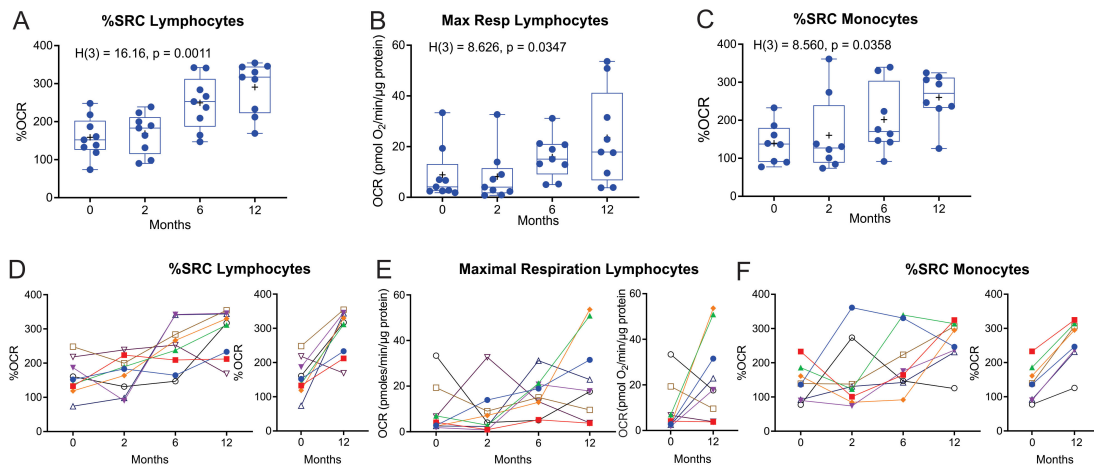 A
%SRC Lymphocytes
H(3) = 16.16, p = 0.0011
%OCR
400
300
200
100
0
0 2 6 12
Months
B
Max Resp Lymphocytes
H(3) = 8.626, p = 0.0347
OCR (pmol O₂/min/µg protein)
60
40
20
0
0 2 6 12
Months
C
%SRC Monocytes
H(3) = 8.560, p = 0.0358
%OCR
400
300
200
100
0
0 2 6 12
Months
D
%SRC Lymphocytes
%OCR
400
300
200
100
0
0 2 6 12
Months
%OCR
400
300
200
100
0
0 12
Months
E
Maximal Respiration Lymphocytes
OCR (pmoles/min/µg protein)
60
40
20
0
0 2 6 12
Months
OCR (pmol O₂/min/µg protein)
60
40
20
0
0 12
Months
F
%SRC Monocytes
%OCR
400
300
200
100
0
0 2 6 12
Months
%OCR
400
300
200
100
0
0 12
Months